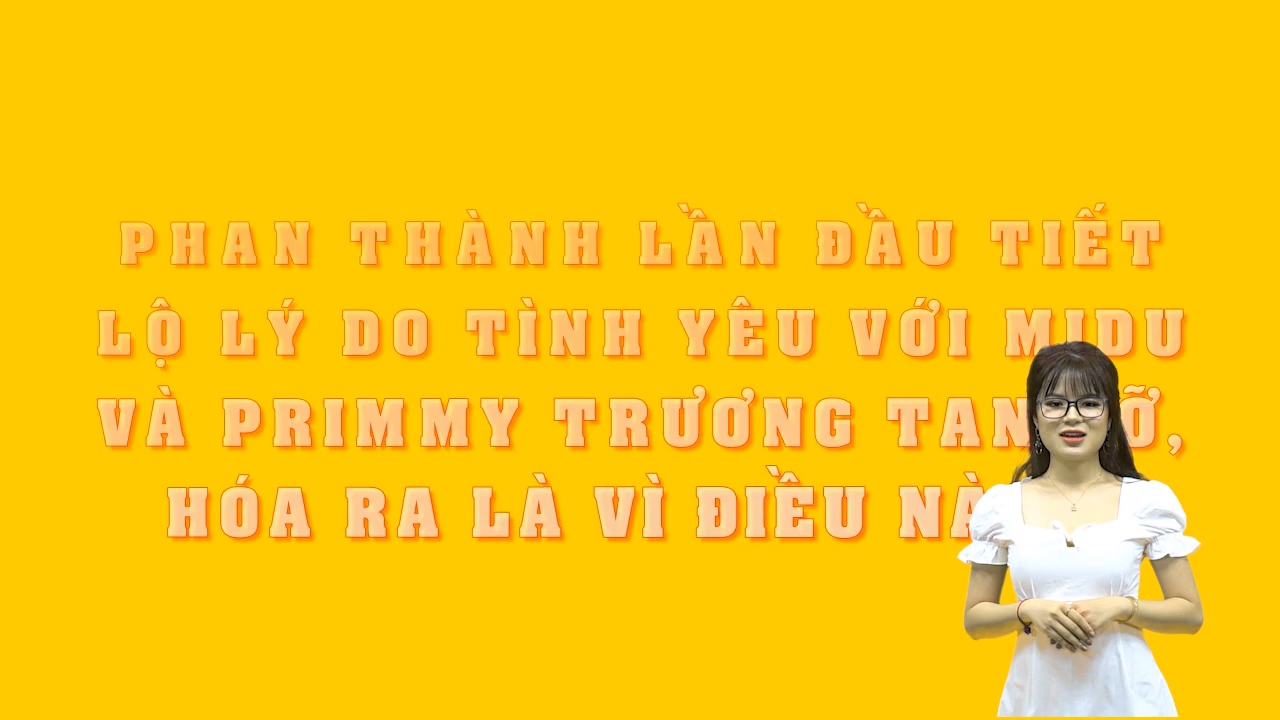 PHAN THÀNH LẦN ĐẦU TIẾT
LỘ LÝ DO TÌNH YÊU VỚI MIDU
VÀ PRIMMY TRƯƠNG TAN
HÓA RA LÀ VÌ ĐIỀU